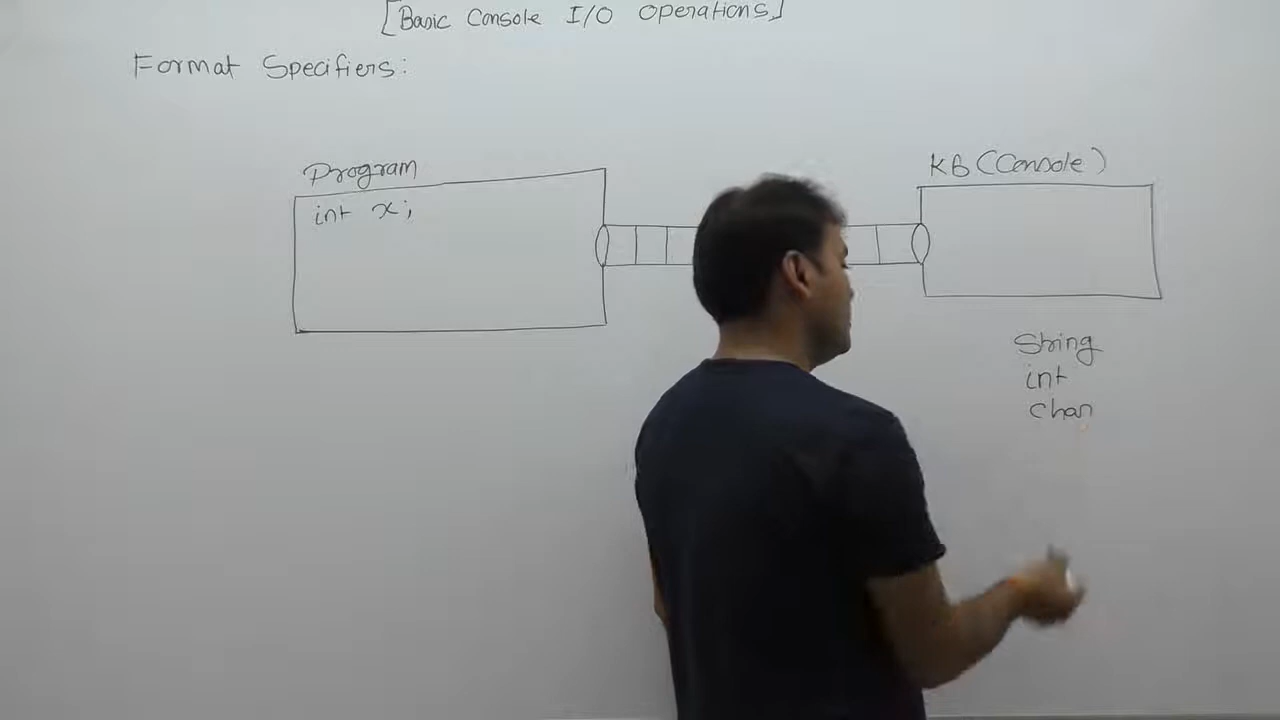 [Basic Console I/O Operations]
Format Specifiers:
Program
int x;
KB (Console)
String
int
char